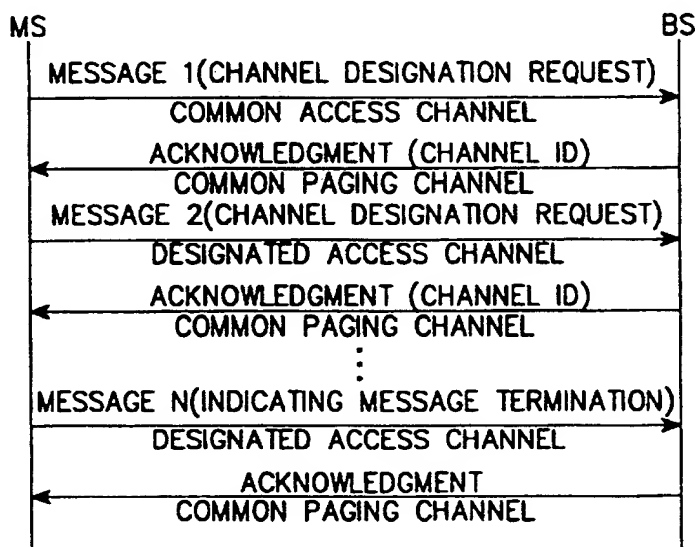 MS BS
MESSAGE 1(CHANNEL DESIGNATION REQUEST)
COMMON ACCESS CHANNEL
ACKNOWLEDGMENT (CHANNEL ID)
COMMON PAGING CHANNEL
MESSAGE 2(CHANNEL DESIGNATION REQUEST)
DESIGNATED ACCESS CHANNEL
ACKNOWLEDGMENT (CHANNEL ID)
COMMON PAGING CHANNEL
MESSAGE N(INDICATING MESSAGE TERMINATION)
DESIGNATED ACCESS CHANNEL
ACKNOWLEDGMENT
COMMON PAGING CHANNEL